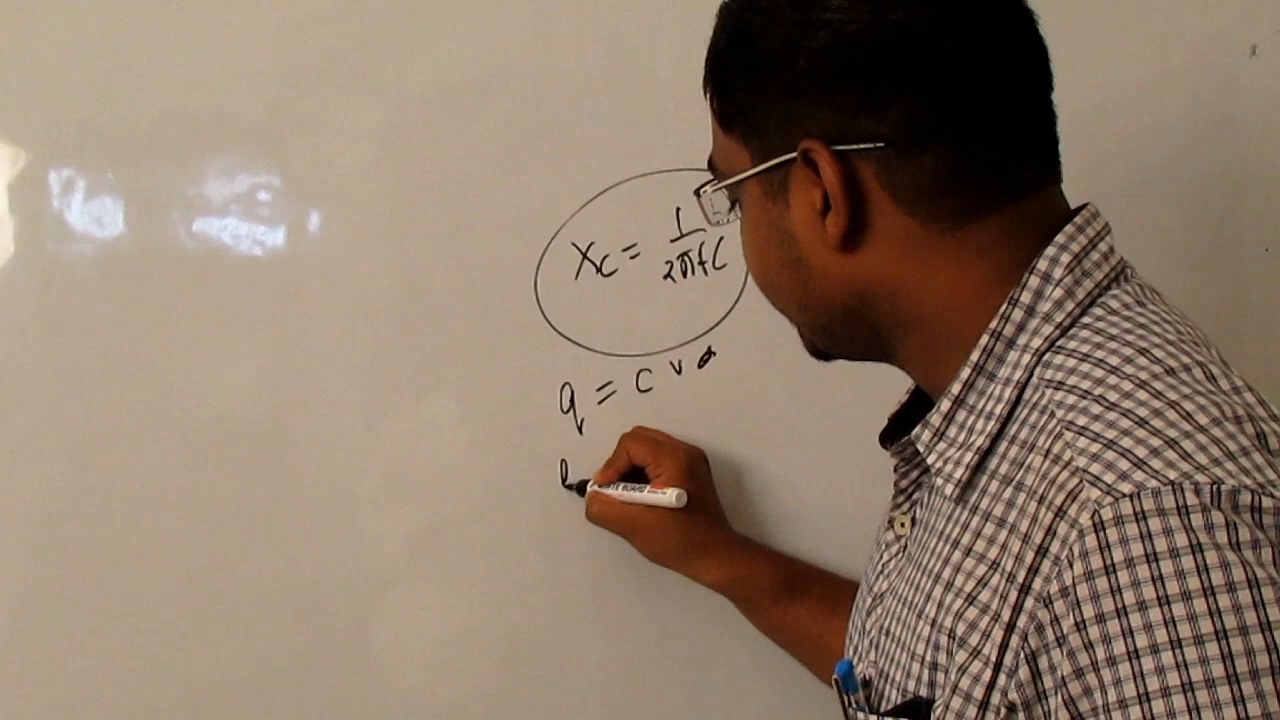 Xc = 1/2πfC
q = c v